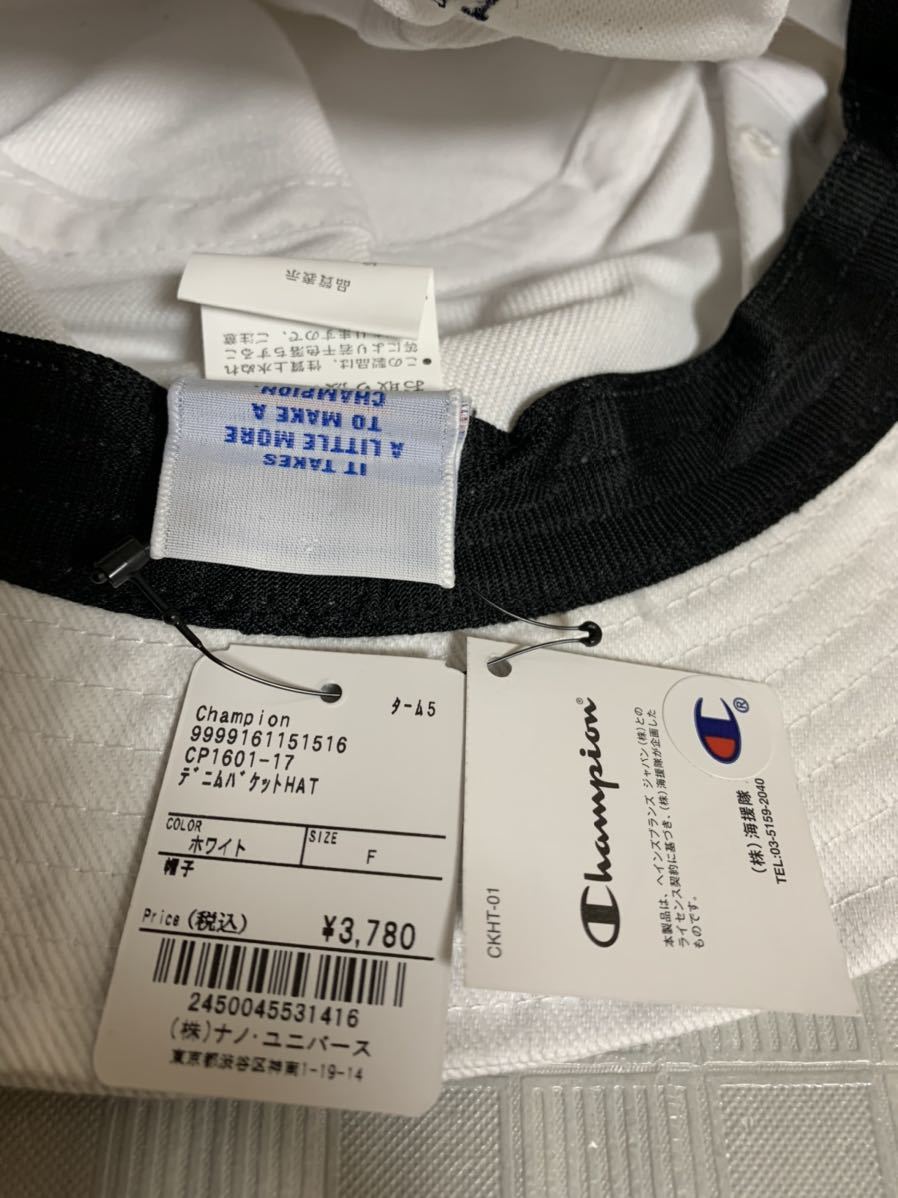 品質表示
お取り扱
●この製品は、性質上水ぬれ
等により若干色落ちするこ
ますので、ご注意
IT TAKES
A LITTLE MORE
TO MAKE A
CHAMPION.
ターム5
Champion
9999161151516
CP1601-17
デニムバケットHAT
COLOR
ホワイト
SIZE
F
帽子
Price(税込)
¥3,780
2450045531416
(株)ナノ・ユニバース
東京都渋谷区神南1-19-14
CKHT-01
Champion®
本製品は、ヘインズブランズ ジャパン(株)との
ライセンス契約に基づき、(株)海援隊が企画した
ものです。
C®
(株)海援隊
TEL:03-5159-2040